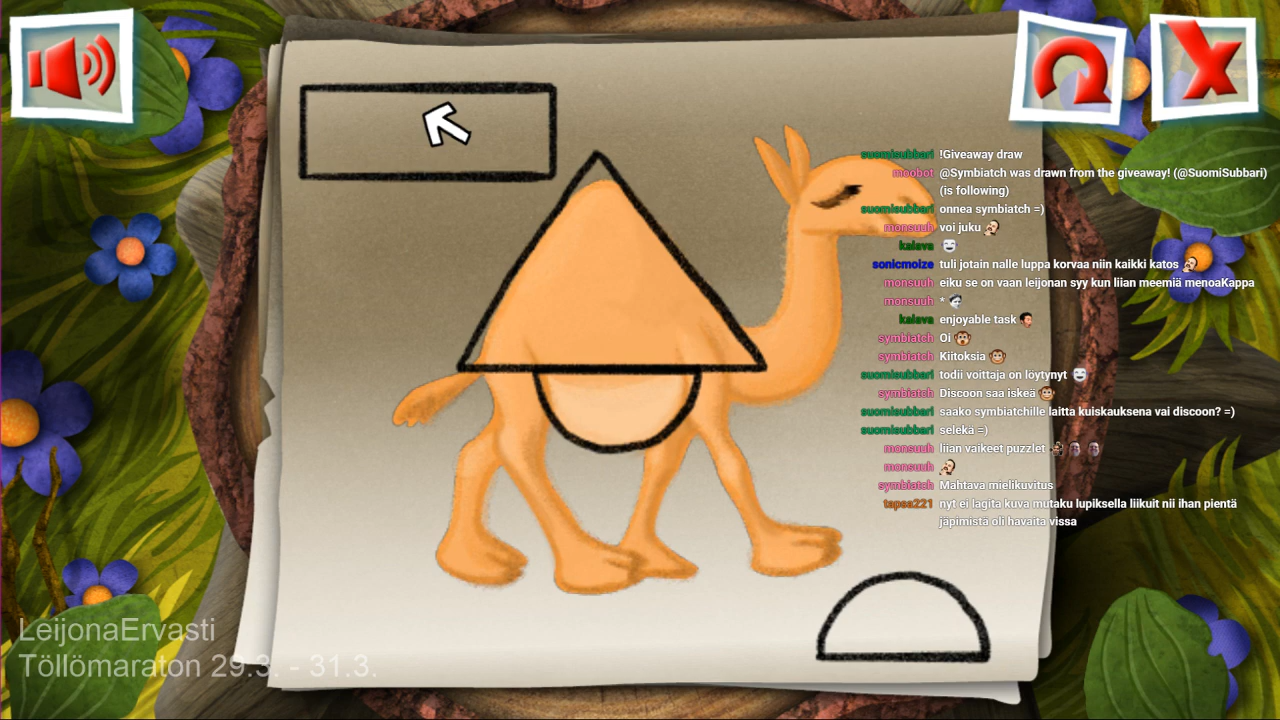 suomisubbari !Giveaway draw
moobot @Symbiatch was drawn from the giveaway! (@SuomiSubbari)
(is following)
suomisubbari onnea symbiatch =)
monsuuh voi juku
kalava
sonicmoize tuli jotain nalle luppa korvaa niin kaikki katos
monsuuh eiku se on vaan leijonan syy kun liian meemiä menoaKappa
monsuuh *
kalava enjoyable task
symbiatch Oi
symbiatch Kiitoksia
suomisubbari todii voittaja on löytynyt
symbiatch Discoon saa iskeä
suomisubbari saako symbiatchille laitta kuiskauksena vai discoon? =)
suomisubbari selekä =)
monsuuh liian vaikeet puzzlet
monsuuh
symbiatch Mahtava mielikuvitus
tapsa221 nyt ei lagita kuva mutaku lupiksella liikuit nii ihan pientä
jäpimistä oli havaita vissa
LeijonaErvasti
Töllömaraton 29.3. - 31.3.